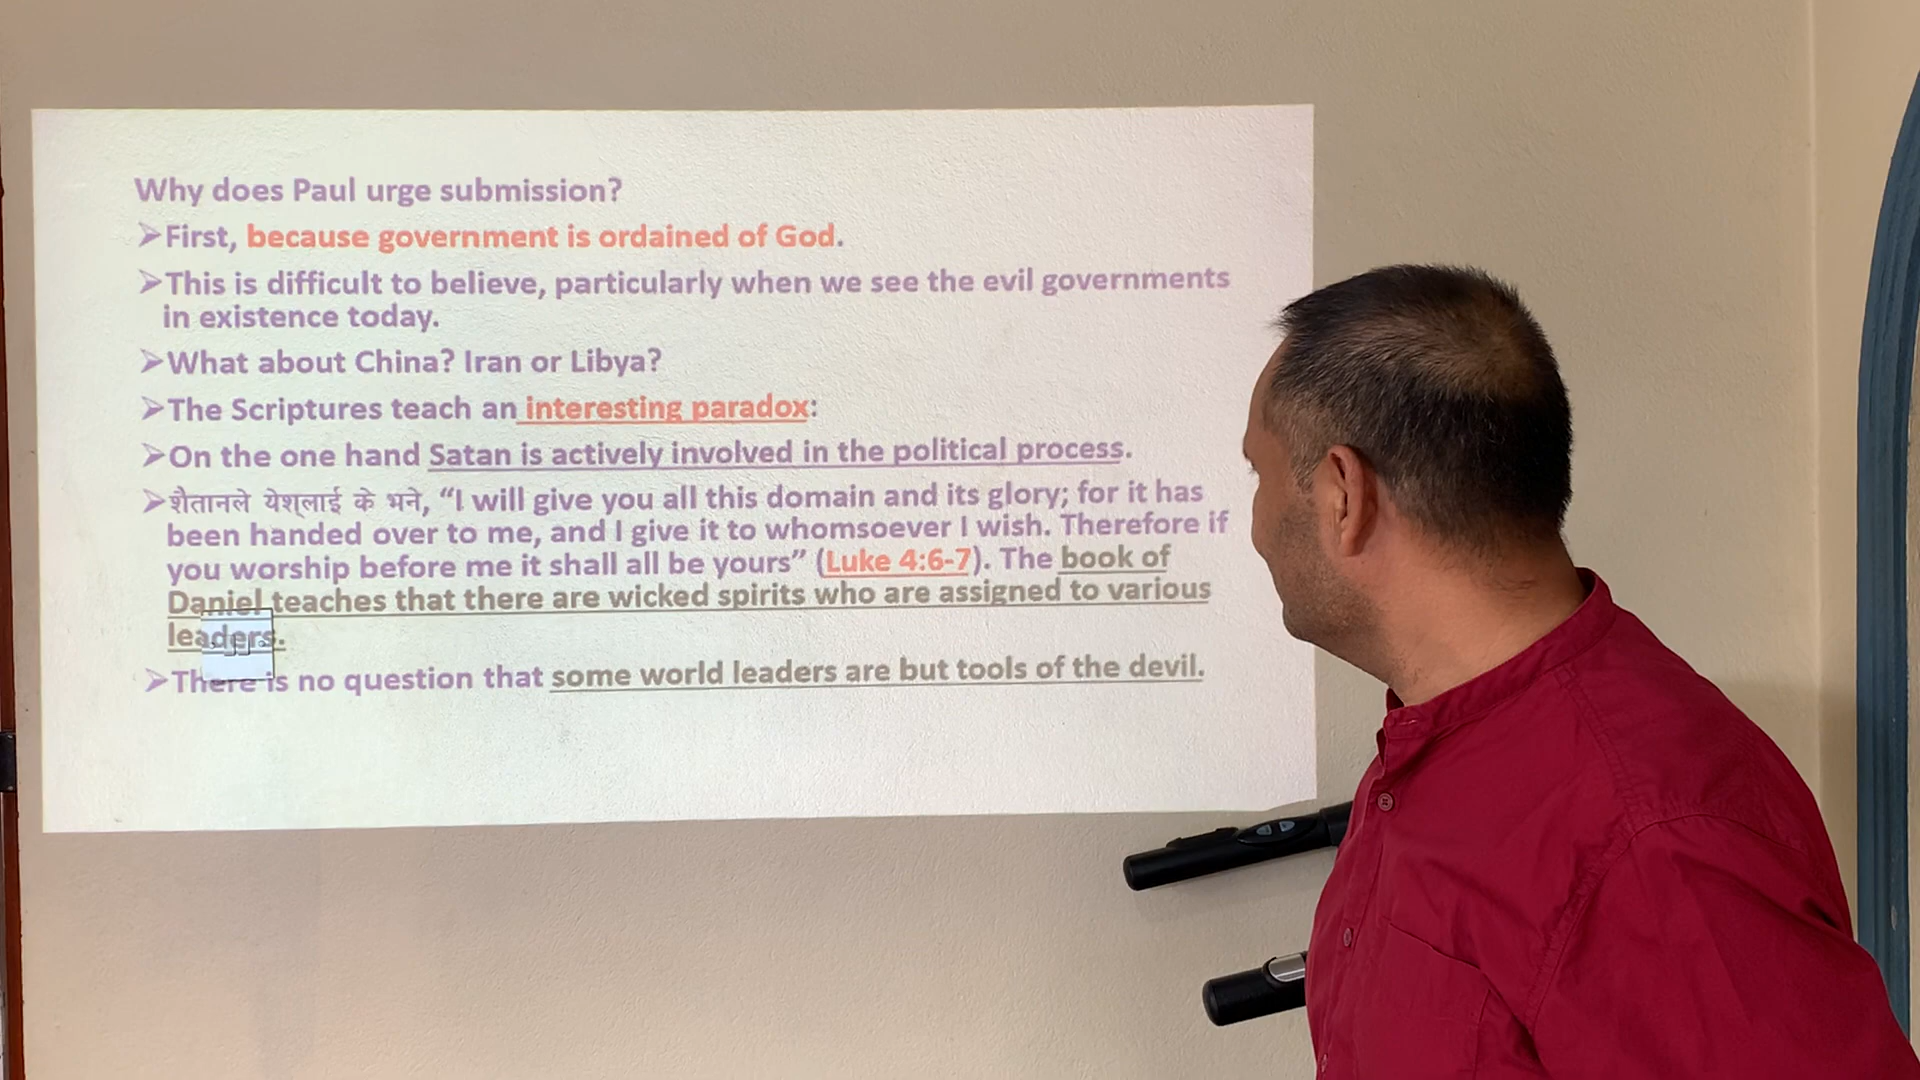 Why does Paul urge submission?
➢First, because government is ordained of God.
➢This is difficult to believe, particularly when we see the evil governments
in existence today.
➢What about China? Iran or Libya?
➢The Scriptures teach an interesting paradox:
➢On the one hand Satan is actively involved in the political process.
➢शैतानले येशूलाई के भने, “I will give you all this domain and its glory; for it has
been handed over to me, and I give it to whomsoever I wish. Therefore if
you worship before me it shall all be yours” (Luke 4:6-7). The book of
Daniel teaches that there are wicked spirits who are assigned to various
leaders.
➢There is no question that some world leaders are but tools of the devil.